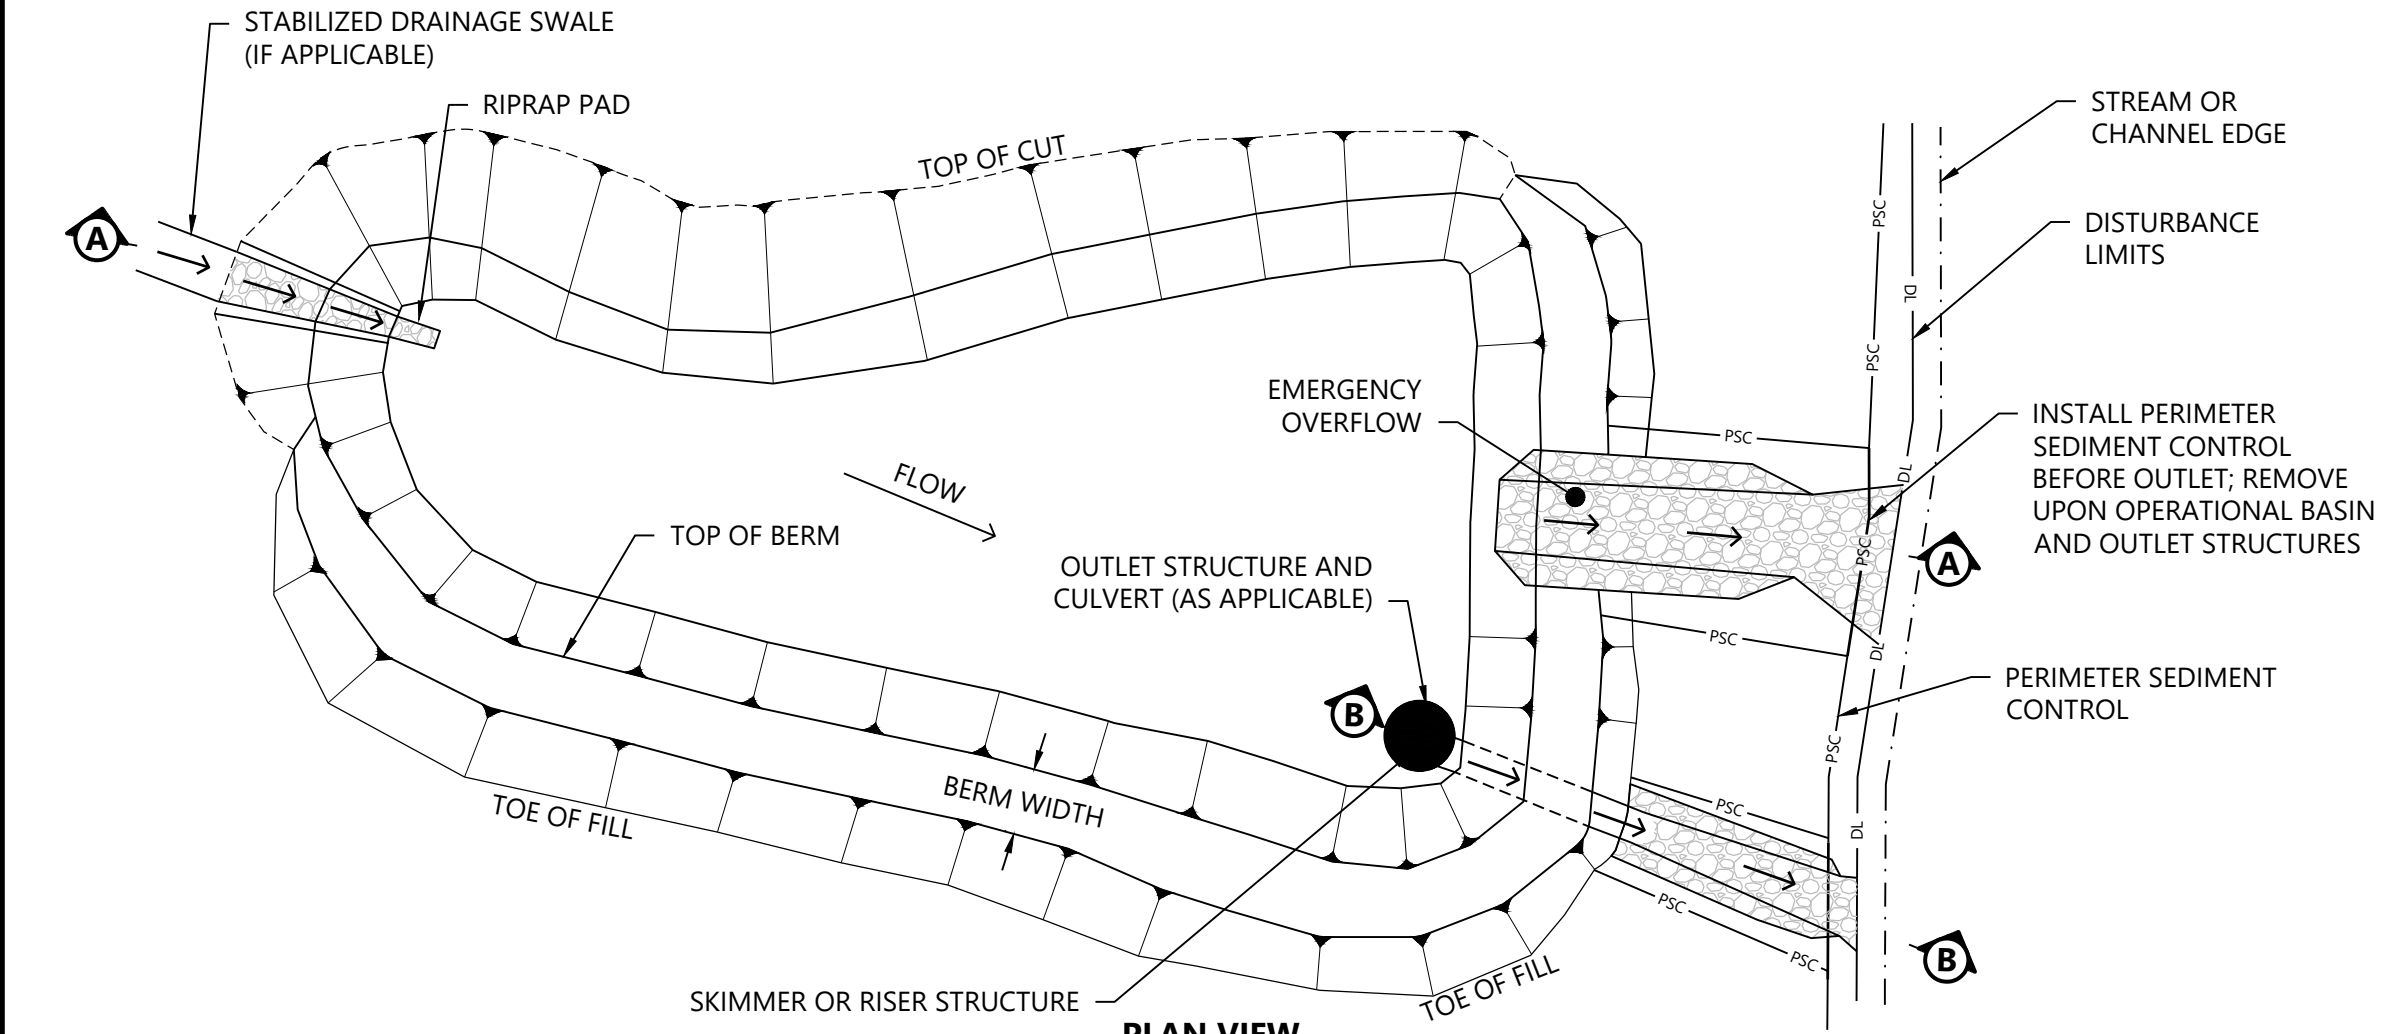 STABILIZED DRAINAGE SWALE
(IF APPLICABLE)
RIPRAP PAD
TOP OF CUT
STREAM OR
CHANNEL EDGE
DISTURBANCE
LIMITS
A
PSC
DL
PSC
EMERGENCY
OVERFLOW
INSTALL PERIMETER
SEDIMENT CONTROL
BEFORE OUTLET; REMOVE
UPON OPERATIONAL BASIN
AND OUTLET STRUCTURES
PSC
DL
FLOW
TOP OF BERM
PSC
A
OUTLET STRUCTURE AND
CULVERT (AS APPLICABLE)
PSC
DL
PERIMETER SEDIMENT
CONTROL
B
PSC
BERM WIDTH
TOE OF FILL
PSC
DL
PSC
PSC
B
SKIMMER OR RISER STRUCTURE
TOE OF FILL
PLAN VIEW